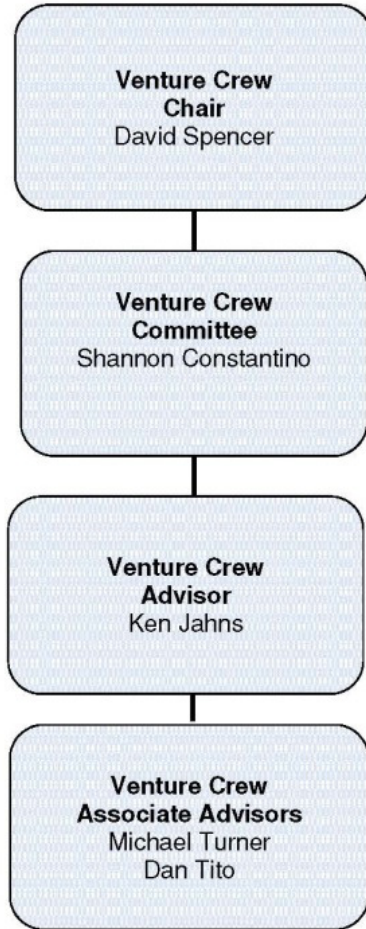 Venture Crew
Chair
David Spencer
Venture Crew
Committee
Shannon Constantino
Venture Crew
Advisor
Ken Jahns
Venture Crew
Associate Advisors
Michael Turner
Dan Tito